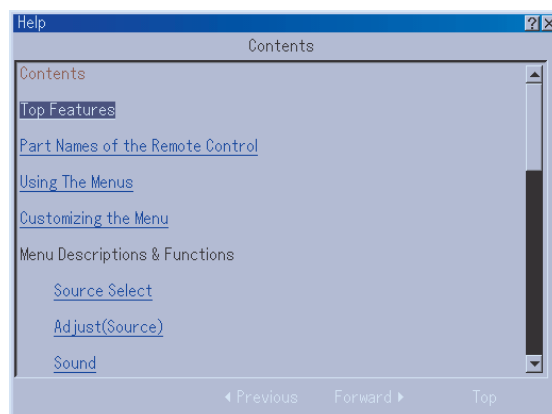 Help
Contents
Contents
Top Features
Part Names of the Remote Control
Using The Menus
Customizing the Menu
Menu Descriptions & Functions
Source Select
Adjust(Source)
Sound
Previous Forward Top